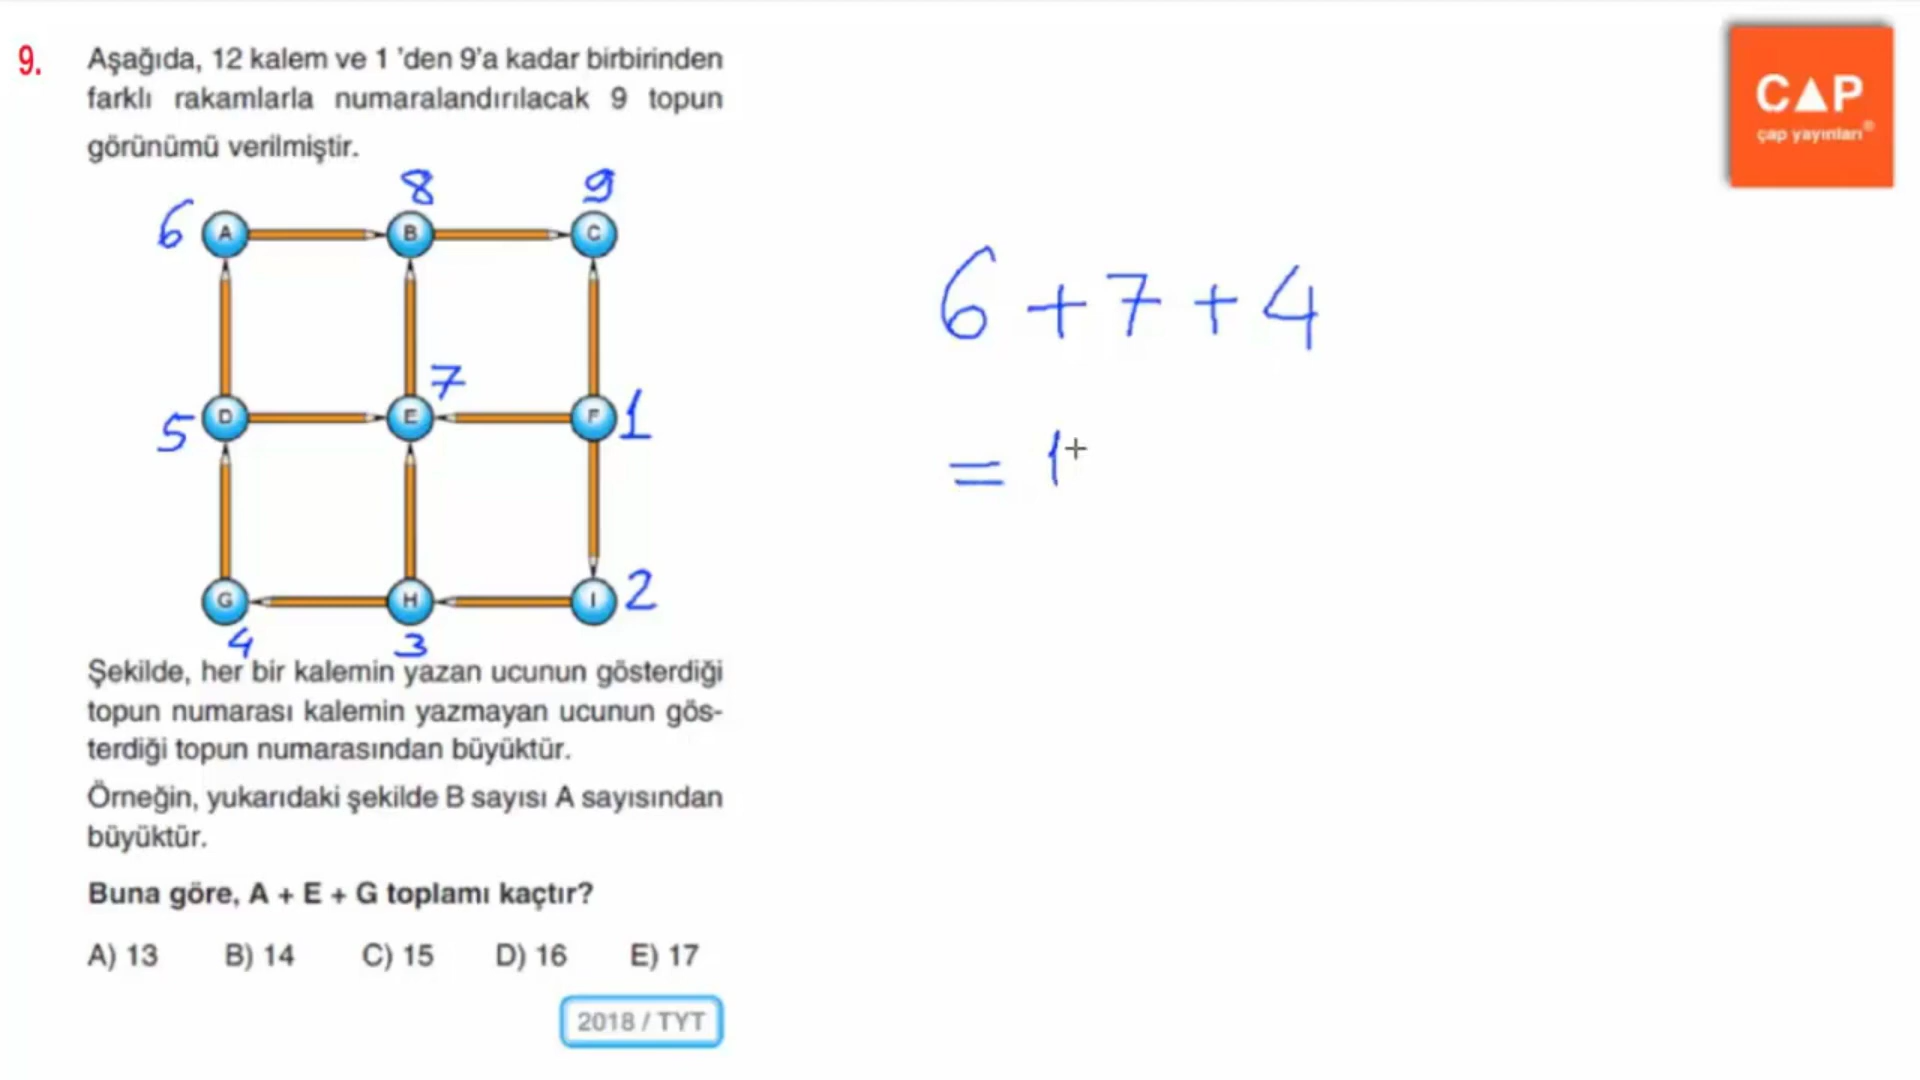 9. Aşağıda, 12 kalem ve 1 'den 9'a kadar birbirinden
farklı rakamlarla numaralandırılacak 9 topun
görünümü verilmiştir.
CAP
çap yayınları®
8 9
6 A B C
6 + 7 + 4
7
5 D E F 1
= 1
G H I 2
4 3
Şekilde, her bir kalemin yazan ucunun gösterdiği
topun numarası kalemin yazmayan ucunun gös-
terdiği topun numarasından büyüktür.
Örneğin, yukarıdaki şekilde B sayısı A sayısından
büyüktür.
Buna göre, A + E + G toplamı kaçtır?
A) 13 B) 14 C) 15 D) 16 E) 17
2018 / TYT